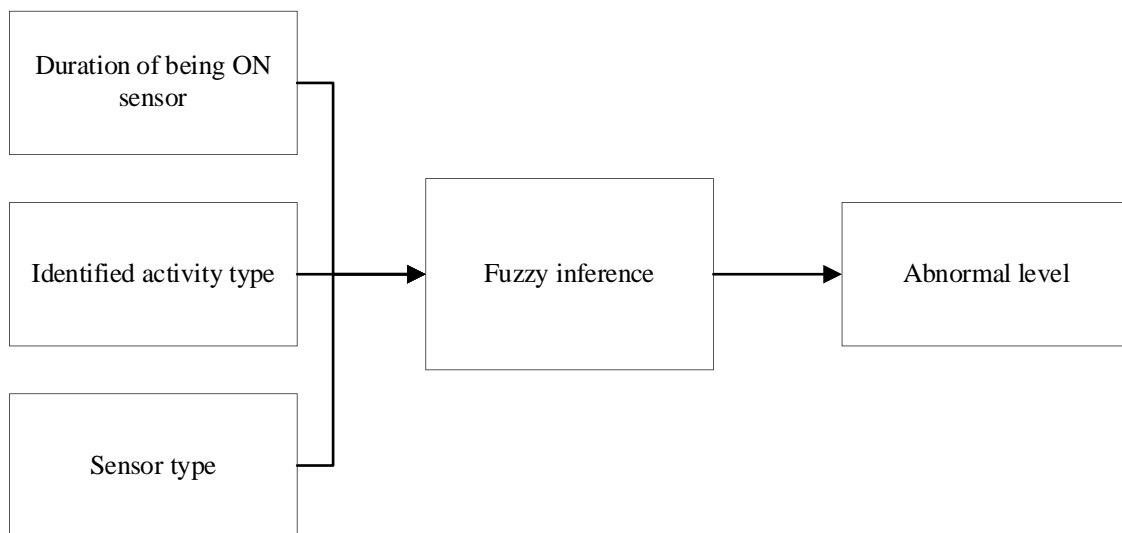 Duration of being ON
sensor
Identified activity type
Sensor type
Fuzzy inference
Abnormal level